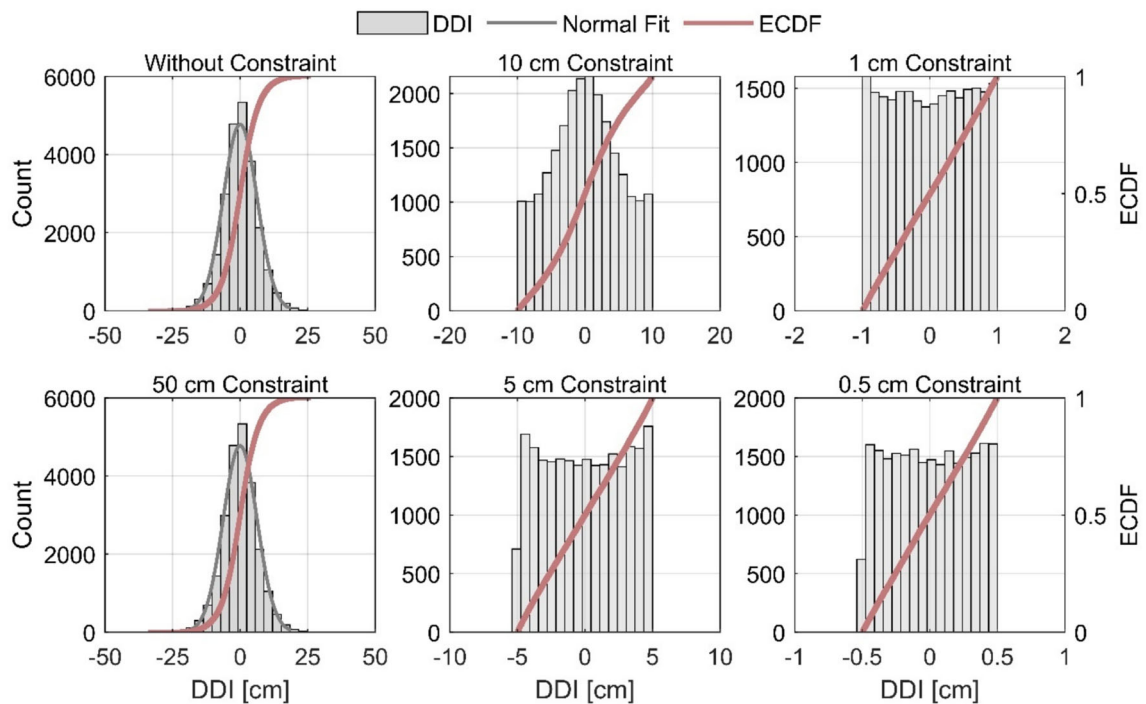 DDI Normal Fit ECDF
Without Constraint 10 cm Constraint 1 cm Constraint
6000 2000 1500 1
4000 1500 1000 0.5
2000 1000 500 0
0 500 0
0
Count ECDF
-50 -25 0 25 50 -20 -10 0 10 20 -2 -1 0 1 2
50 cm Constraint 5 cm Constraint 0.5 cm Constraint
6000 2000 2000 1
4000 1500 1500 0.5
2000 1000 1000 0
0 500 500
0 0
Count ECDF
-50 -25 0 25 50 -10 -5 0 5 10 -1 -0.5 0 0.5 1
DDI [cm] DDI [cm] DDI [cm]